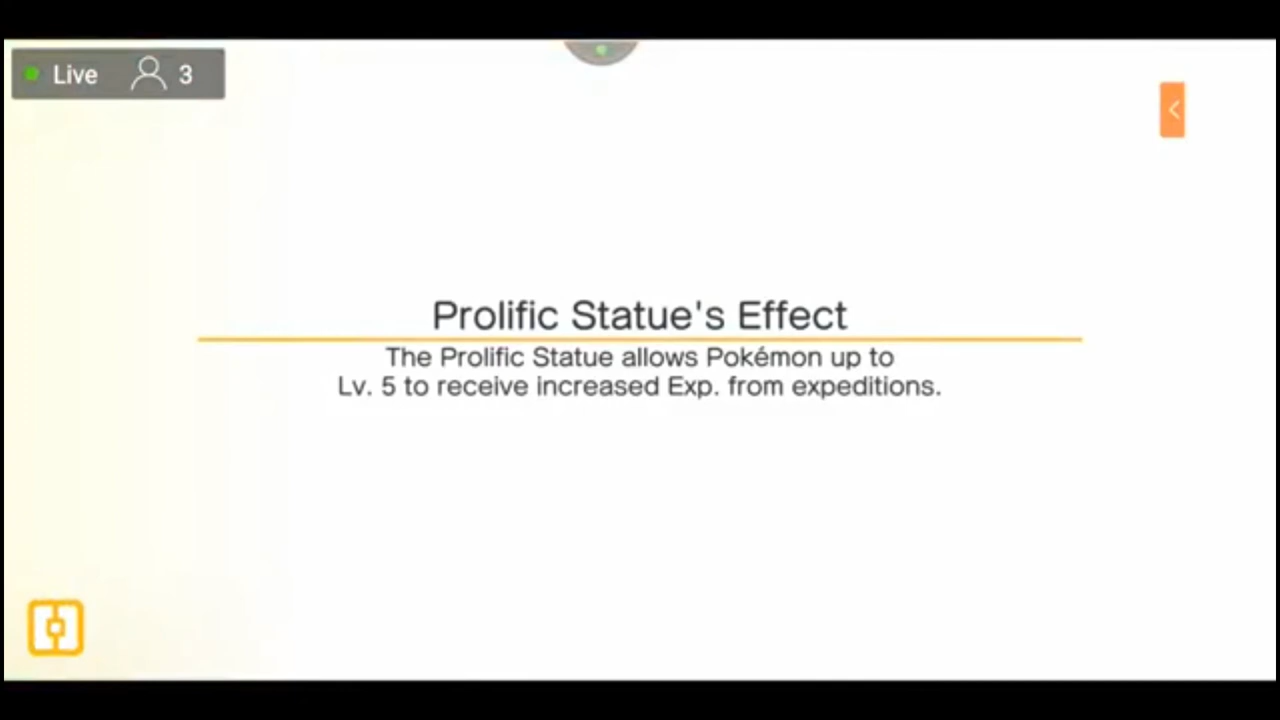 Live 3
Prolific Statue's Effect
The Prolific Statue allows Pokémon up to
Lv. 5 to receive increased Exp. from expeditions.